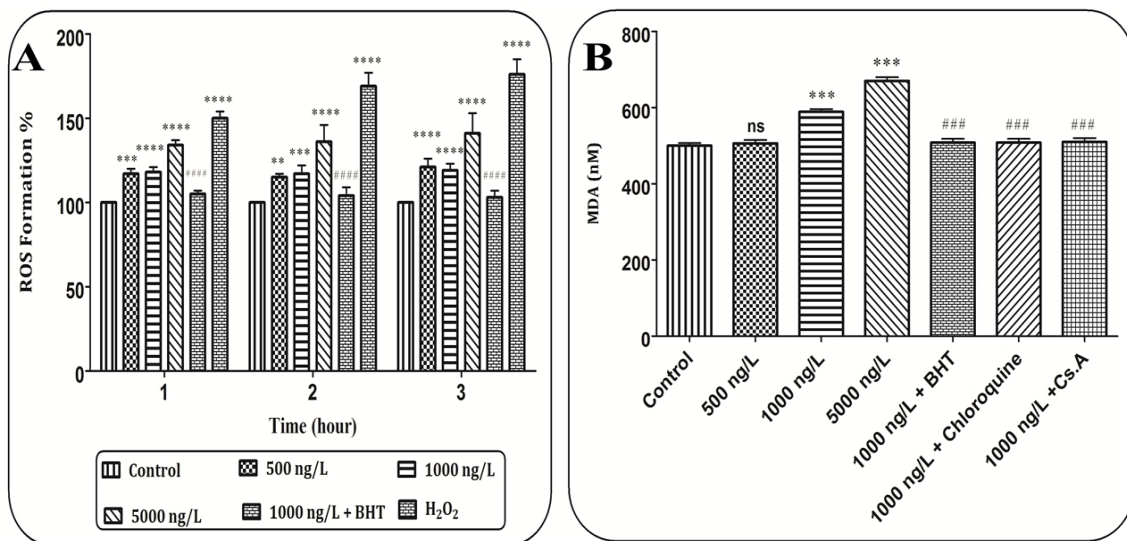 A
ROS Formation %
200
150
100
50
0
*** **** **** #### ****
** *** **** #### ****
**** **** **** #### ****
1 2 3
Time (hour)
Control 500 ng/L 1000 ng/L
5000 ng/L 1000 ng/L + BHT H₂O₂
B
MDA (nM)
800
600
400
200
0
ns *** *** ### ### ###
Control
500 ng/L
1000 ng/L
5000 ng/L
1000 ng/L + BHT
1000 ng/L + Chloroquine
1000 ng/L +Cs.A